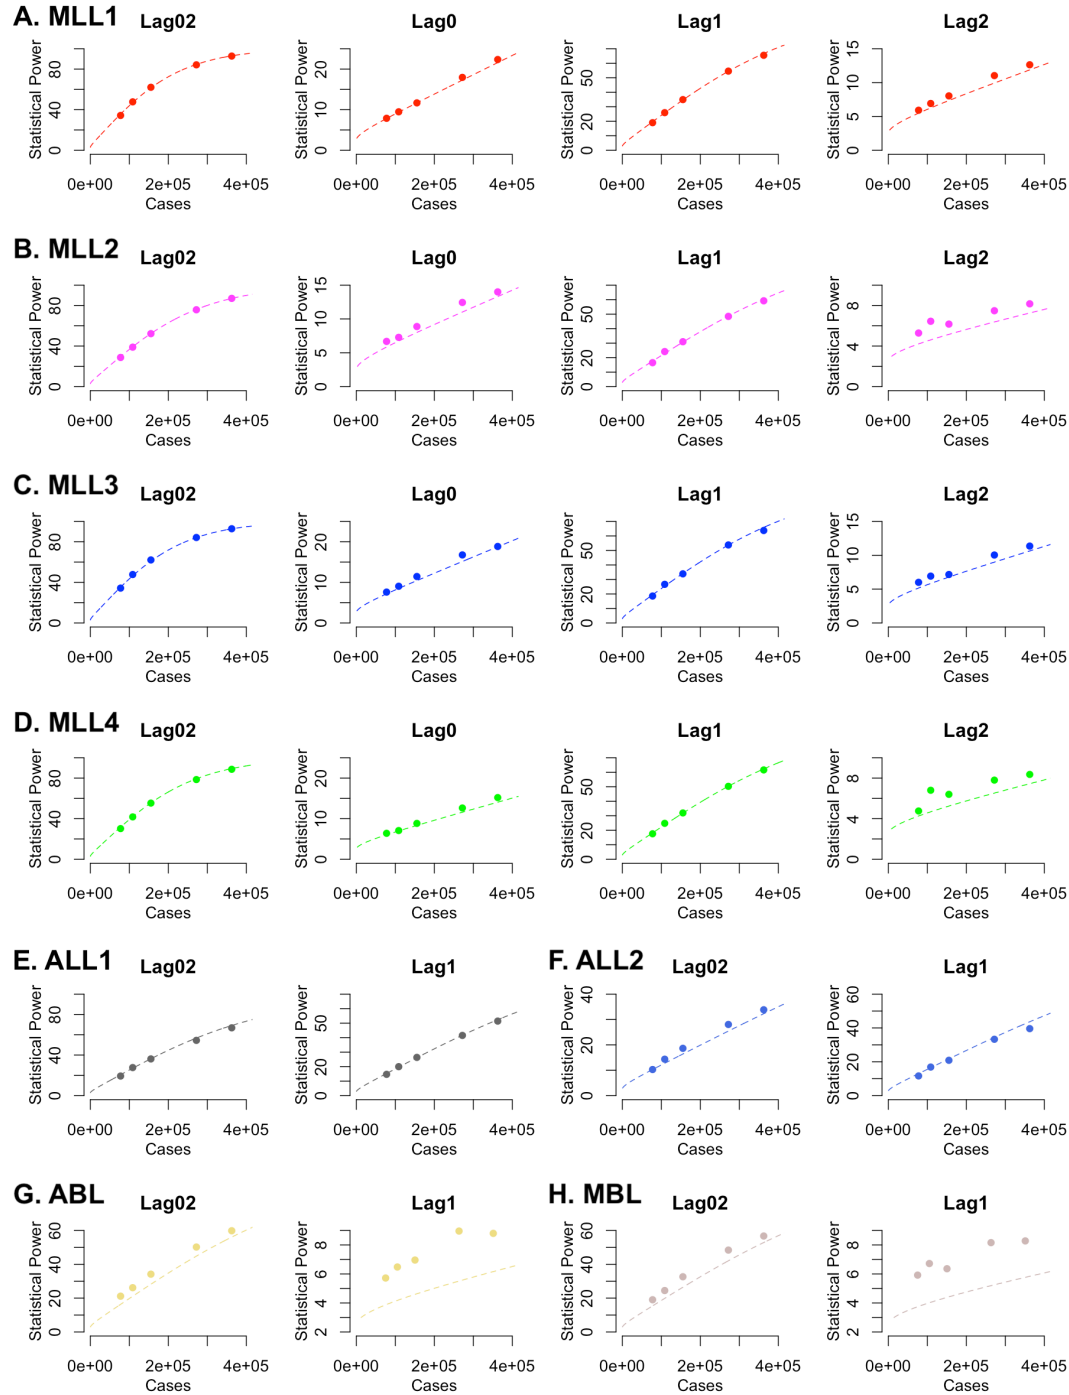 A. MLL1
Lag02 Lag0 Lag1 Lag2
Statistical Power Statistical Power Statistical Power Statistical Power
0 40 80 0 10 20 0 20 50 0 5 10 15
0e+00 2e+05 4e+05 0e+00 2e+05 4e+05 0e+00 2e+05 4e+05 0e+00 2e+05 4e+05
Cases Cases Cases Cases
B. MLL2
Lag02 Lag0 Lag1 Lag2
Statistical Power Statistical Power Statistical Power Statistical Power
0 40 80 0 5 10 15 0 20 50 0 4 8
0e+00 2e+05 4e+05 0e+00 2e+05 4e+05 0e+00 2e+05 4e+05 0e+00 2e+05 4e+05
Cases Cases Cases Cases
C. MLL3
Lag02 Lag0 Lag1 Lag2
Statistical Power Statistical Power Statistical Power Statistical Power
0 40 80 0 10 20 0 20 50 0 5 10 15
0e+00 2e+05 4e+05 0e+00 2e+05 4e+05 0e+00 2e+05 4e+05 0e+00 2e+05 4e+05
Cases Cases Cases Cases
D. MLL4
Lag02 Lag0 Lag1 Lag2
Statistical Power Statistical Power Statistical Power Statistical Power
0 40 80 0 10 20 0 20 50 0 4 8
0e+00 2e+05 4e+05 0e+00 2e+05 4e+05 0e+00 2e+05 4e+05 0e+00 2e+05 4e+05
Cases Cases Cases Cases
E. ALL1 F. ALL2
Lag02 Lag1 Lag02 Lag1
Statistical Power Statistical Power Statistical Power Statistical Power
0 40 80 0 20 50 0 20 40 0 20 40 60
0e+00 2e+05 4e+05 0e+00 2e+05 4e+05 0e+00 2e+05 4e+05 0e+00 2e+05 4e+05
Cases Cases Cases Cases
G. ABL H. MBL
Lag02 Lag1 Lag02 Lag1
Statistical Power Statistical Power Statistical Power Statistical Power
0 20 40 60 2 4 6 8 0 20 40 60 2 4 6 8
0e+00 2e+05 4e+05 0e+00 2e+05 4e+05 0e+00 2e+05 4e+05 0e+00 2e+05 4e+05
Cases Cases Cases Cases